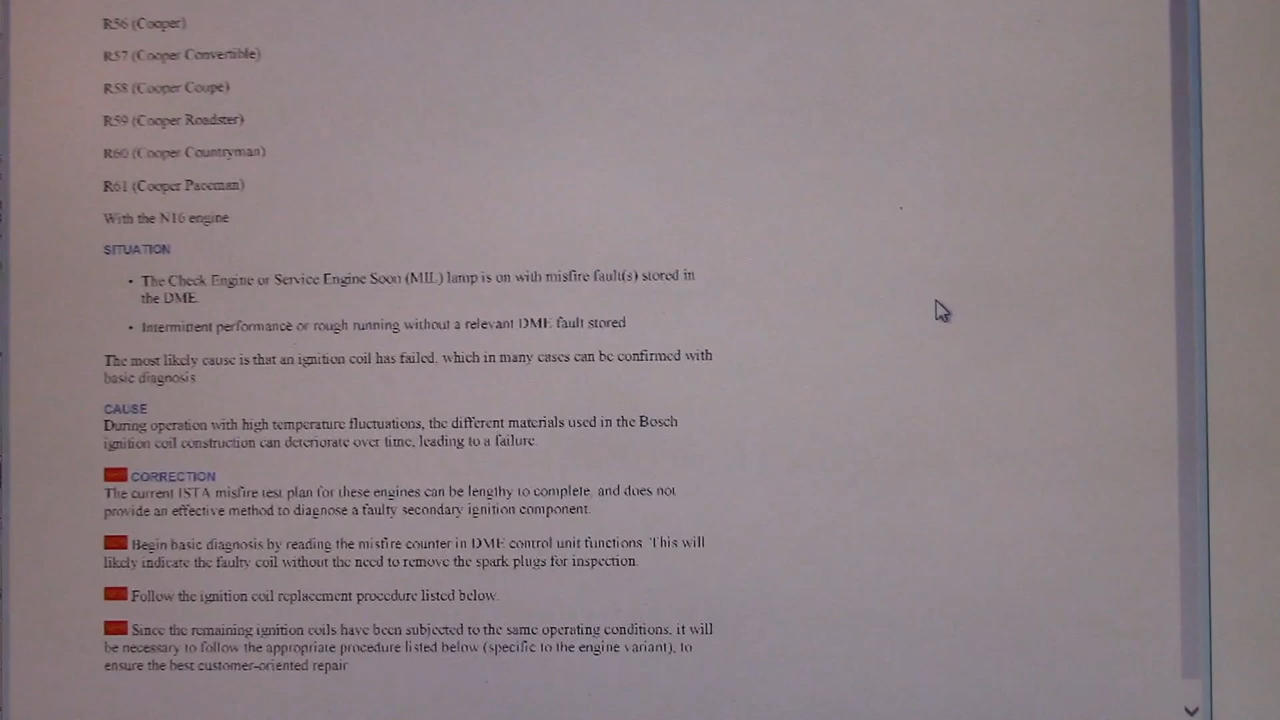 R56 (Cooper)
R57 (Cooper Convertible)
R58 (Cooper Coupe)
R59 (Cooper Roadster)
R60 (Cooper Countryman)
R61 (Cooper Paceman)
With the N16 engine
SITUATION
• The Check Engine or Service Engine Soon (MIL) lamp is on with misfire fault(s) stored in
the DME.
• Intermittent performance or rough running without a relevant DME fault stored
The most likely cause is that an ignition coil has failed, which in many cases can be confirmed with
basic diagnosis
CAUSE
During operation with high temperature fluctuations, the different materials used in the Bosch
ignition coil construction can deteriorate over time, leading to a failure.
CORRECTION
The current ISTA misfire test plan for these engines can be lengthy to complete, and does not
provide an effective method to diagnose a faulty secondary ignition component.
Begin basic diagnosis by reading the misfire counter in DME control unit functions. This will
likely indicate the faulty coil without the need to remove the spark plugs for inspection.
Follow the ignition coil replacement procedure listed below.
Since the remaining ignition coils have been subjected to the same operating conditions, it will
be necessary to follow the appropriate procedure listed below (specific to the engine variant), to
ensure the best customer-oriented repair